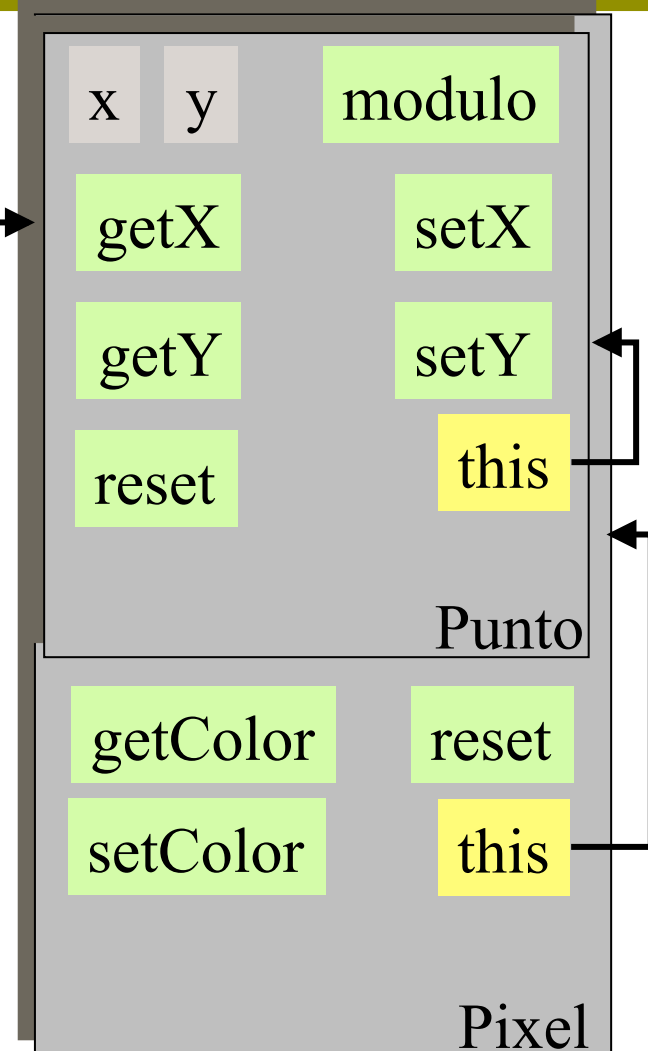 x y modulo
getX setX
getY setY
reset this
Punto
getColor reset
setColor this
Pixel